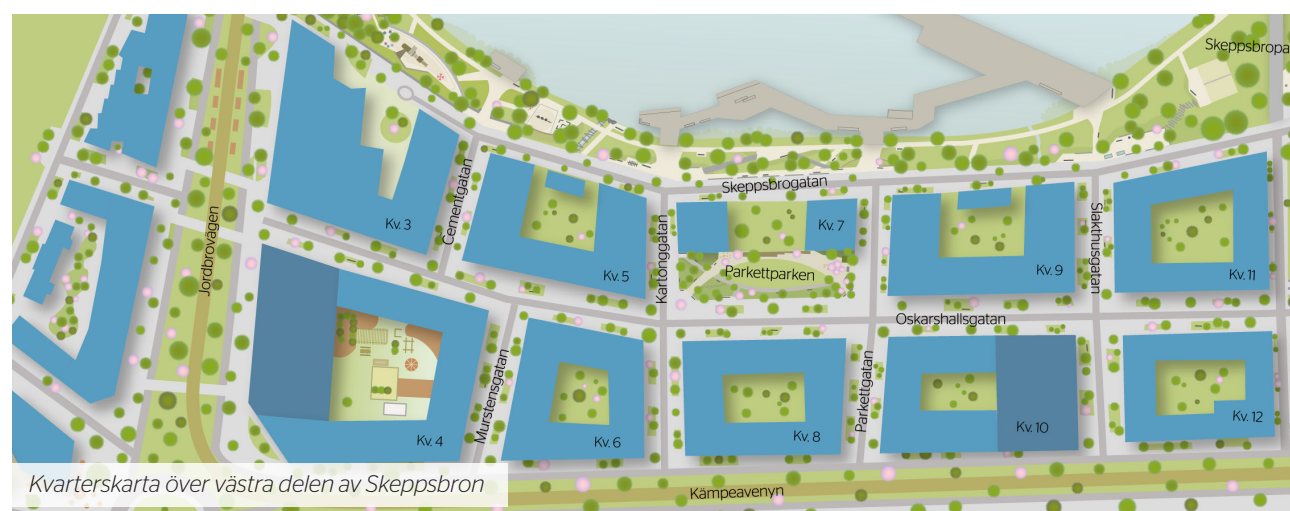 Skeppsbropa
Skeppsbrogatan
Cementgatan
Jordbrovägen
Kv. 3
Kv. 5
Kartonggatan
Kv. 7
Parkettparken
Kv. 9
Slakthusgatan
Kv. 11
Oskarshallsgatan
Murstensgatan
Parkettgatan
Kv. 4
Kv. 6
Kv. 8
Kv. 10
Kv. 12
Kvarterskarta över västra delen av Skeppsbron
Kämpeavenyn